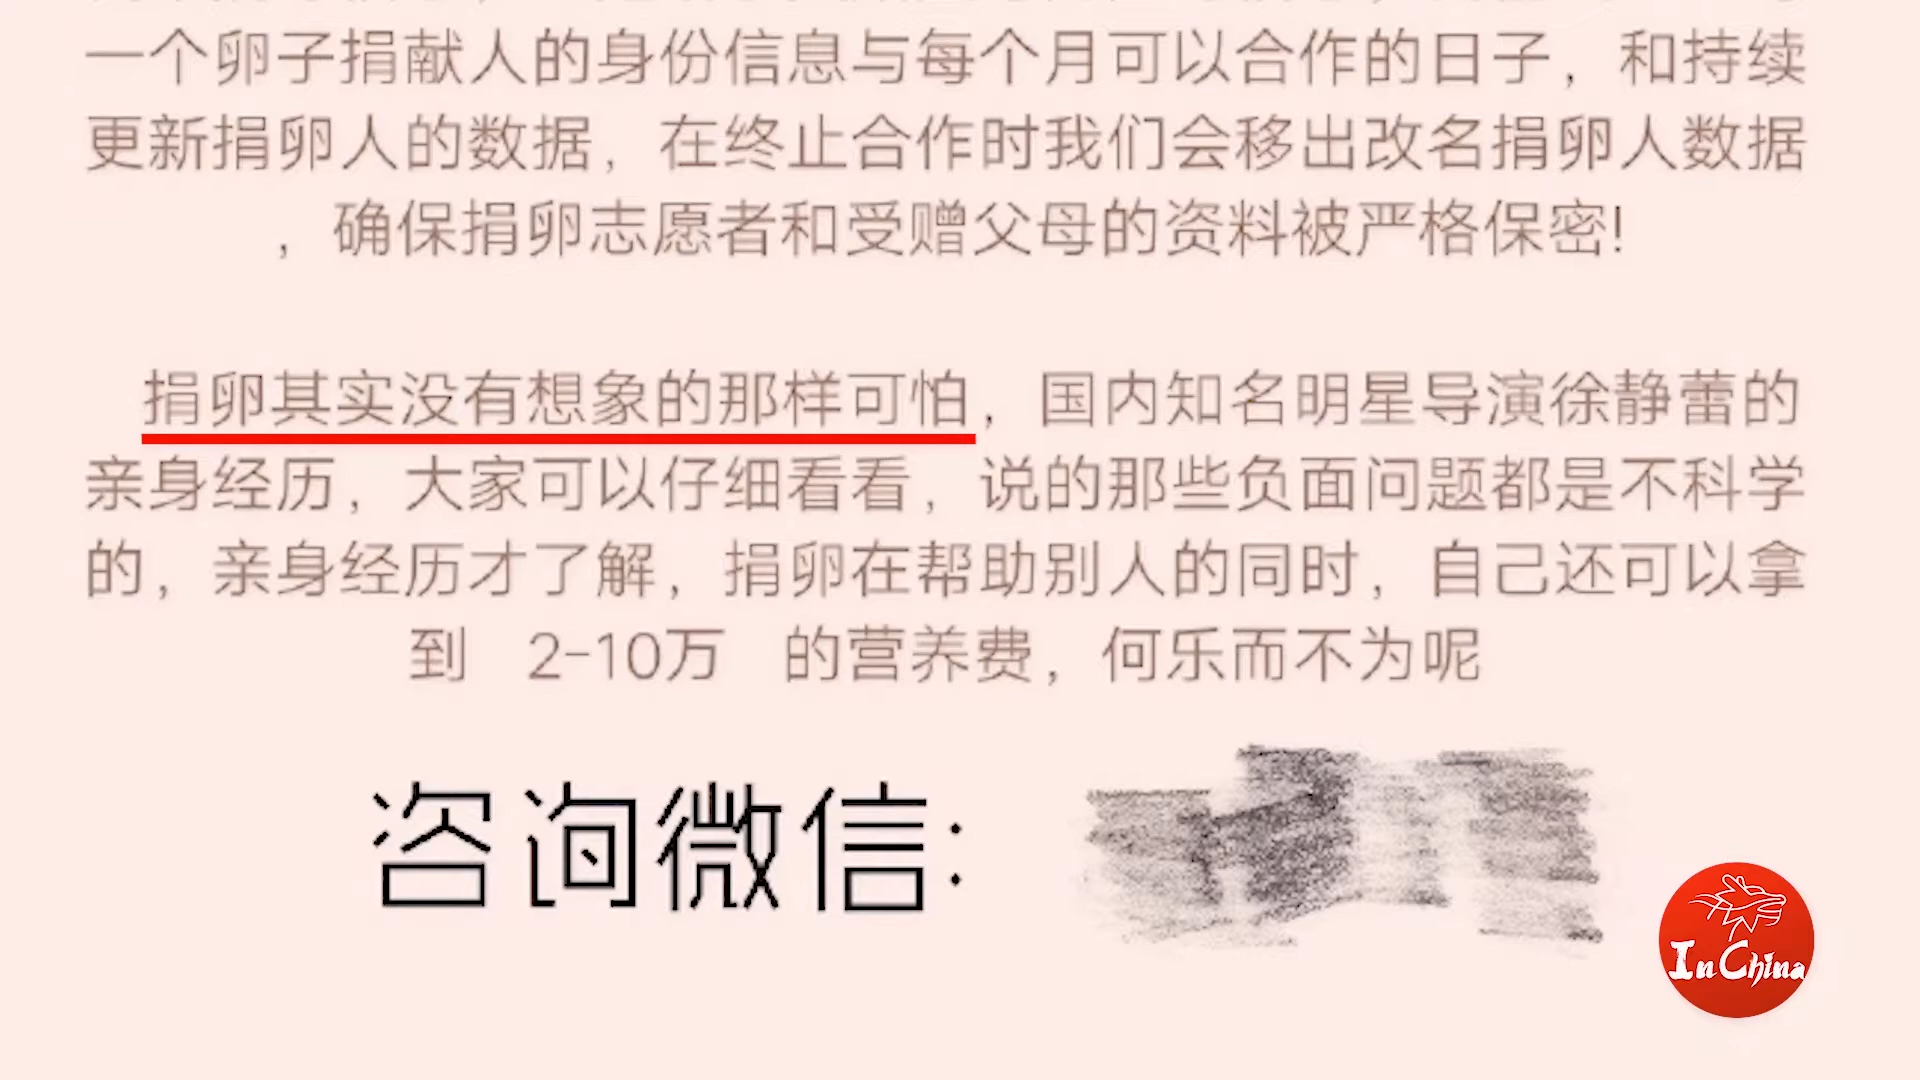 一个卵子捐献人的身份信息与每个月可以合作的日子，和持续
更新捐卵人的数据，在终止合作时我们会移出改名捐卵人数据
，确保捐卵志愿者和受赠父母的资料被严格保密!
捐卵其实没有想象的那样可怕，国内知名明星导演徐静蕾的
亲身经历，大家可以仔细看看，说的那些负面问题都是不科学
的，亲身经历才了解，捐卵在帮助别人的同时，自己还可以拿
到 2-10万 的营养费，何乐而不为呢
咨询微信:
In China